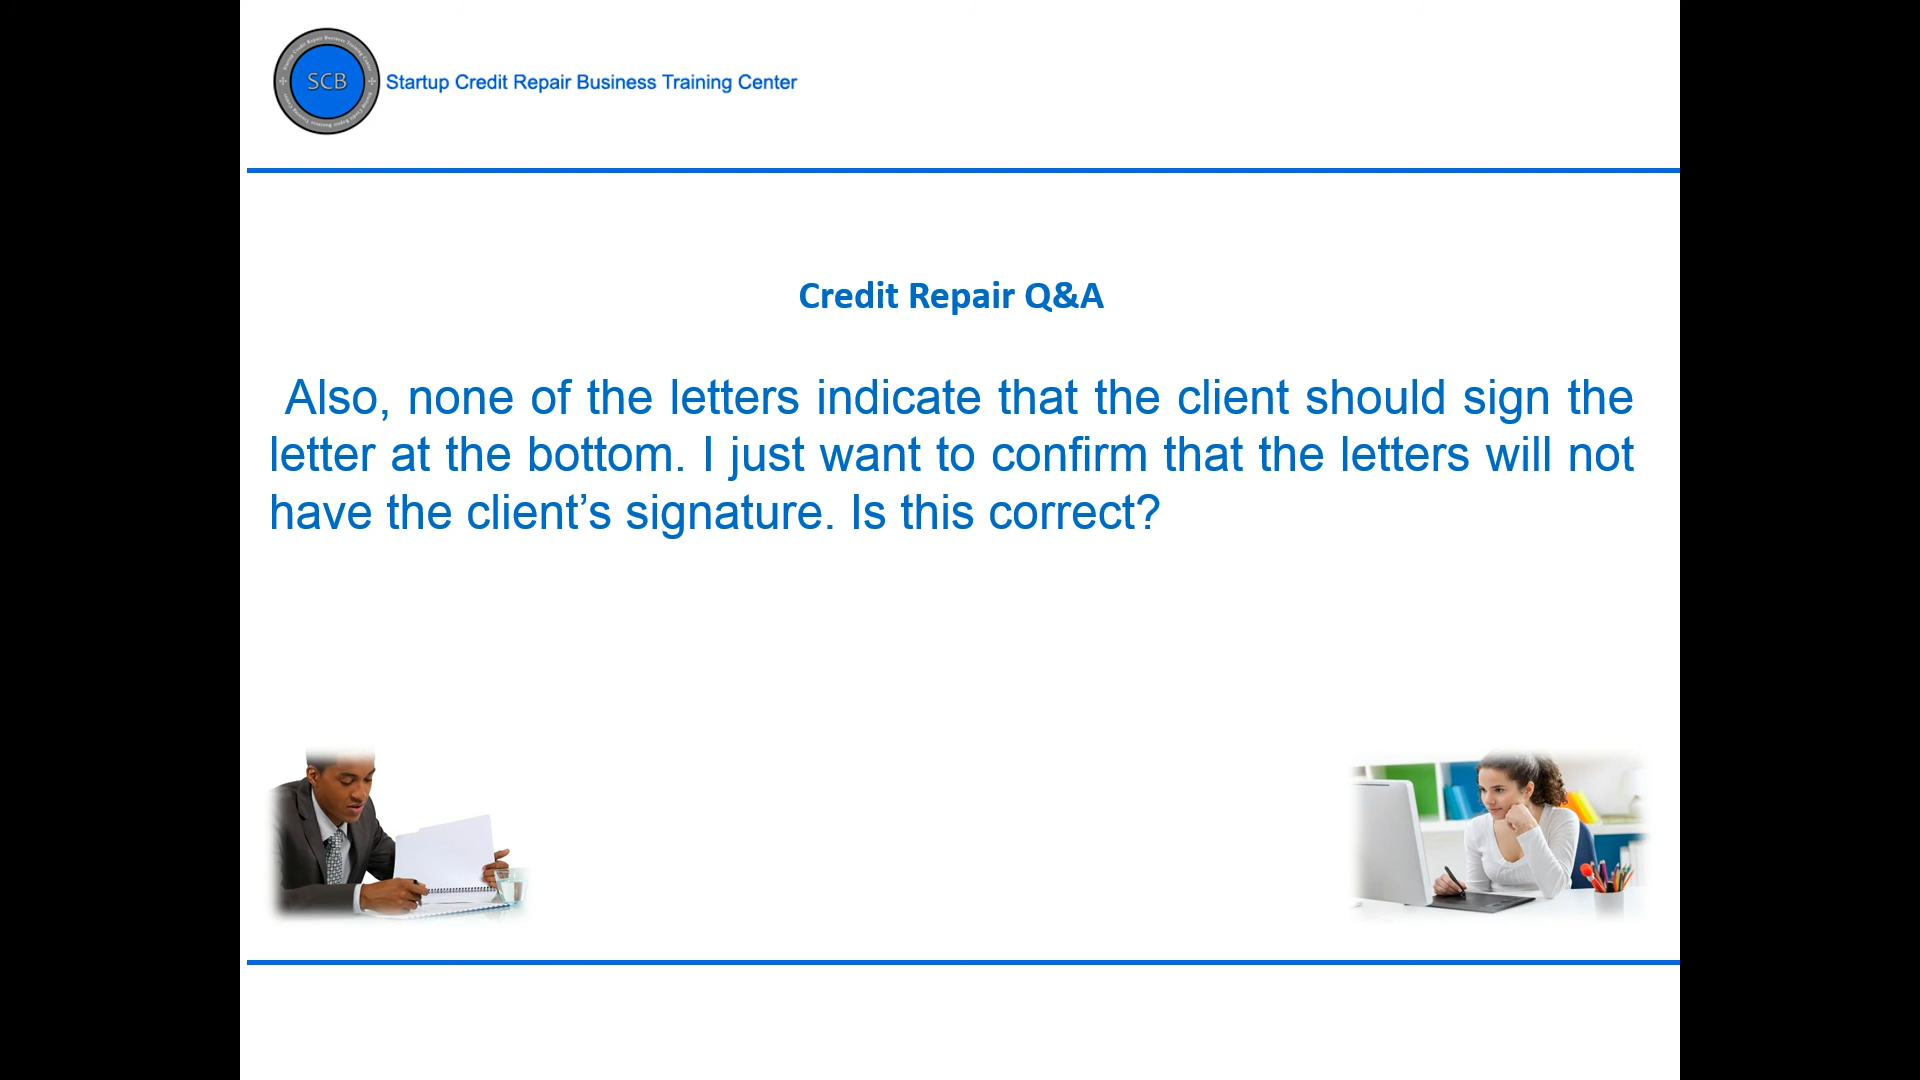 SCB
Startup Credit Repair Business Training Center
Credit Repair Q&A
Also, none of the letters indicate that the client should sign the
letter at the bottom. I just want to confirm that the letters will not
have the client’s signature. Is this correct?